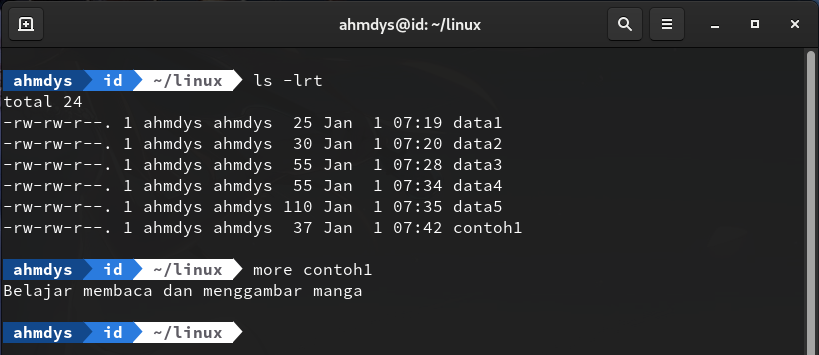 ahmdys@id: ~/linux
ahmdys id ~/linux ls -lrt
total 24
-rw-rw-r--. 1 ahmdys ahmdys  25 Jan  1 07:19 data1
-rw-rw-r--. 1 ahmdys ahmdys  30 Jan  1 07:20 data2
-rw-rw-r--. 1 ahmdys ahmdys  55 Jan  1 07:28 data3
-rw-rw-r--. 1 ahmdys ahmdys  55 Jan  1 07:34 data4
-rw-rw-r--. 1 ahmdys ahmdys 110 Jan  1 07:35 data5
-rw-rw-r--. 1 ahmdys ahmdys  37 Jan  1 07:42 contoh1
ahmdys id ~/linux more contoh1
Belajar membaca dan menggambar manga
ahmdys id ~/linux